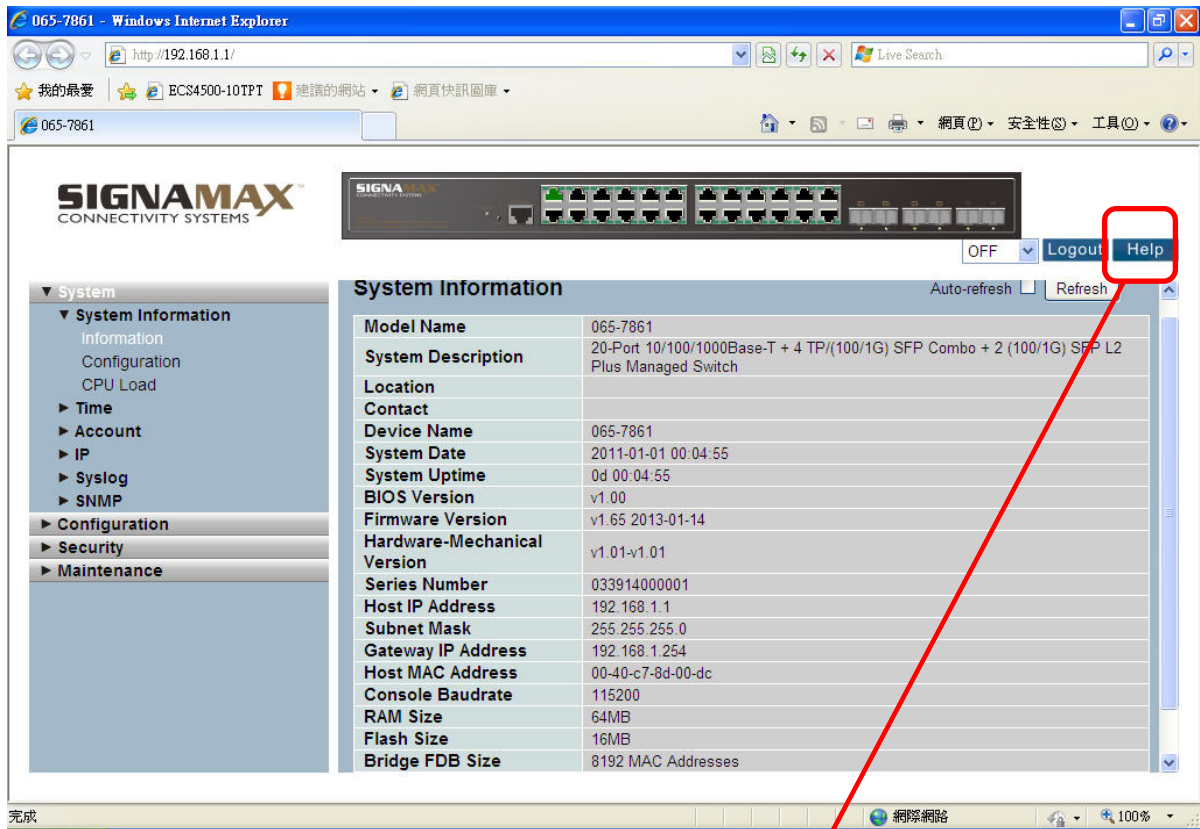 065-7861 - Windows Internet Explorer
http://192.168.1.1/
Live Search
我的最愛
ECS4500-10TPT
建議的網站
網頁快訊圖庫
065-7861
網頁(P)
安全性(S)
工具(O)
SIGNAMAX
CONNECTIVITY SYSTEMS
SIGNAMAX
CONNECTIVITY SYSTEMS
OFF
Logout
Help
System
System Information
Information
Configuration
CPU Load
Time
Account
IP
Syslog
SNMP
Configuration
Security
Maintenance
System Information
Auto-refresh
Refresh
Model Name 065-7861
System Description 20-Port 10/100/1000Base-T + 4 TP/(100/1G) SFP Combo + 2 (100/1G) SFP L2
Plus Managed Switch
Location
Contact
Device Name 065-7861
System Date 2011-01-01 00:04:55
System Uptime 0d 00:04:55
BIOS Version v1.00
Firmware Version v1.65 2013-01-14
Hardware-Mechanical
Version v1.01-v1.01
Series Number 033914000001
Host IP Address 192.168.1.1
Subnet Mask 255.255.255.0
Gateway IP Address 192.168.1.254
Host MAC Address 00-40-c7-8d-00-dc
Console Baudrate 115200
RAM Size 64MB
Flash Size 16MB
Bridge FDB Size 8192 MAC Addresses
完成
網際網路
100%